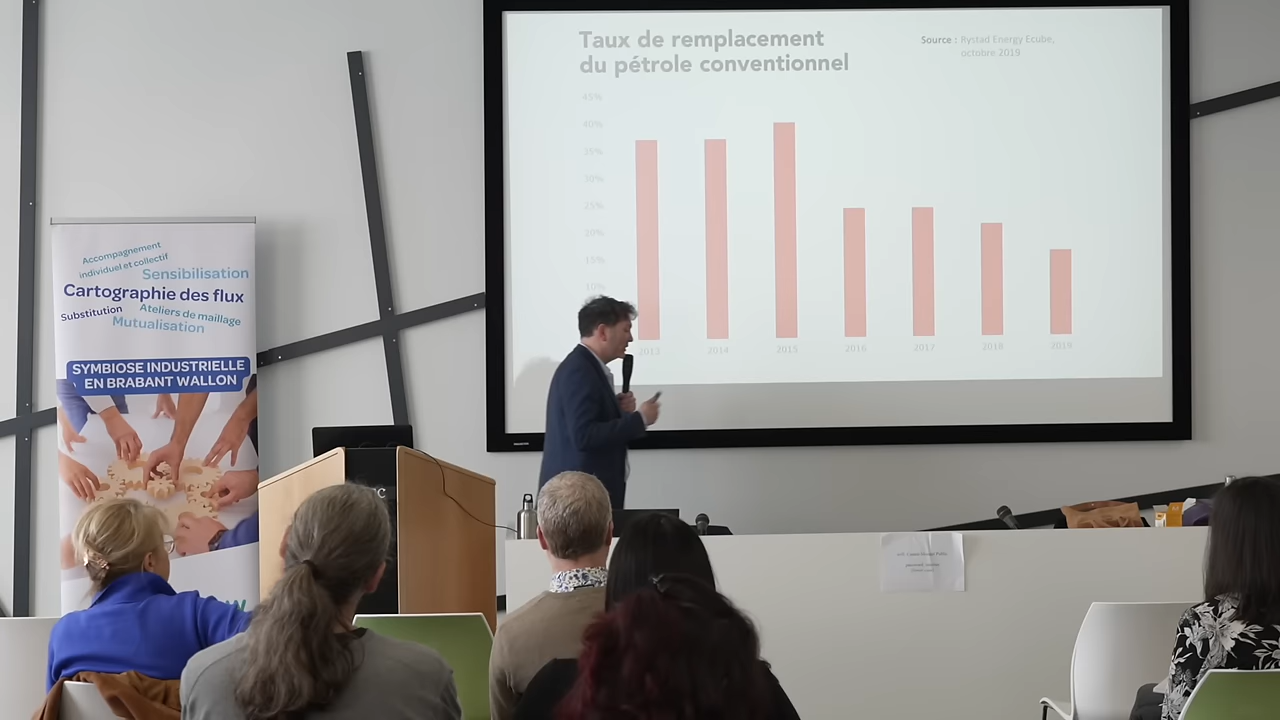 Taux de remplacement
du pétrole conventionnel
Source : Rystad Energy Ecube,
octobre 2019
45%
40%
35%
30%
25%
20%
15%
10%
2013
2014
2015
2016
2017
2018
2019
Accompagnement
individuel et collectif
Sensibilisation
Cartographie des flux
Substitution
Ateliers de maillage
Mutualisation
SYMBIOSE INDUSTRIELLE
EN BRABANT WALLON